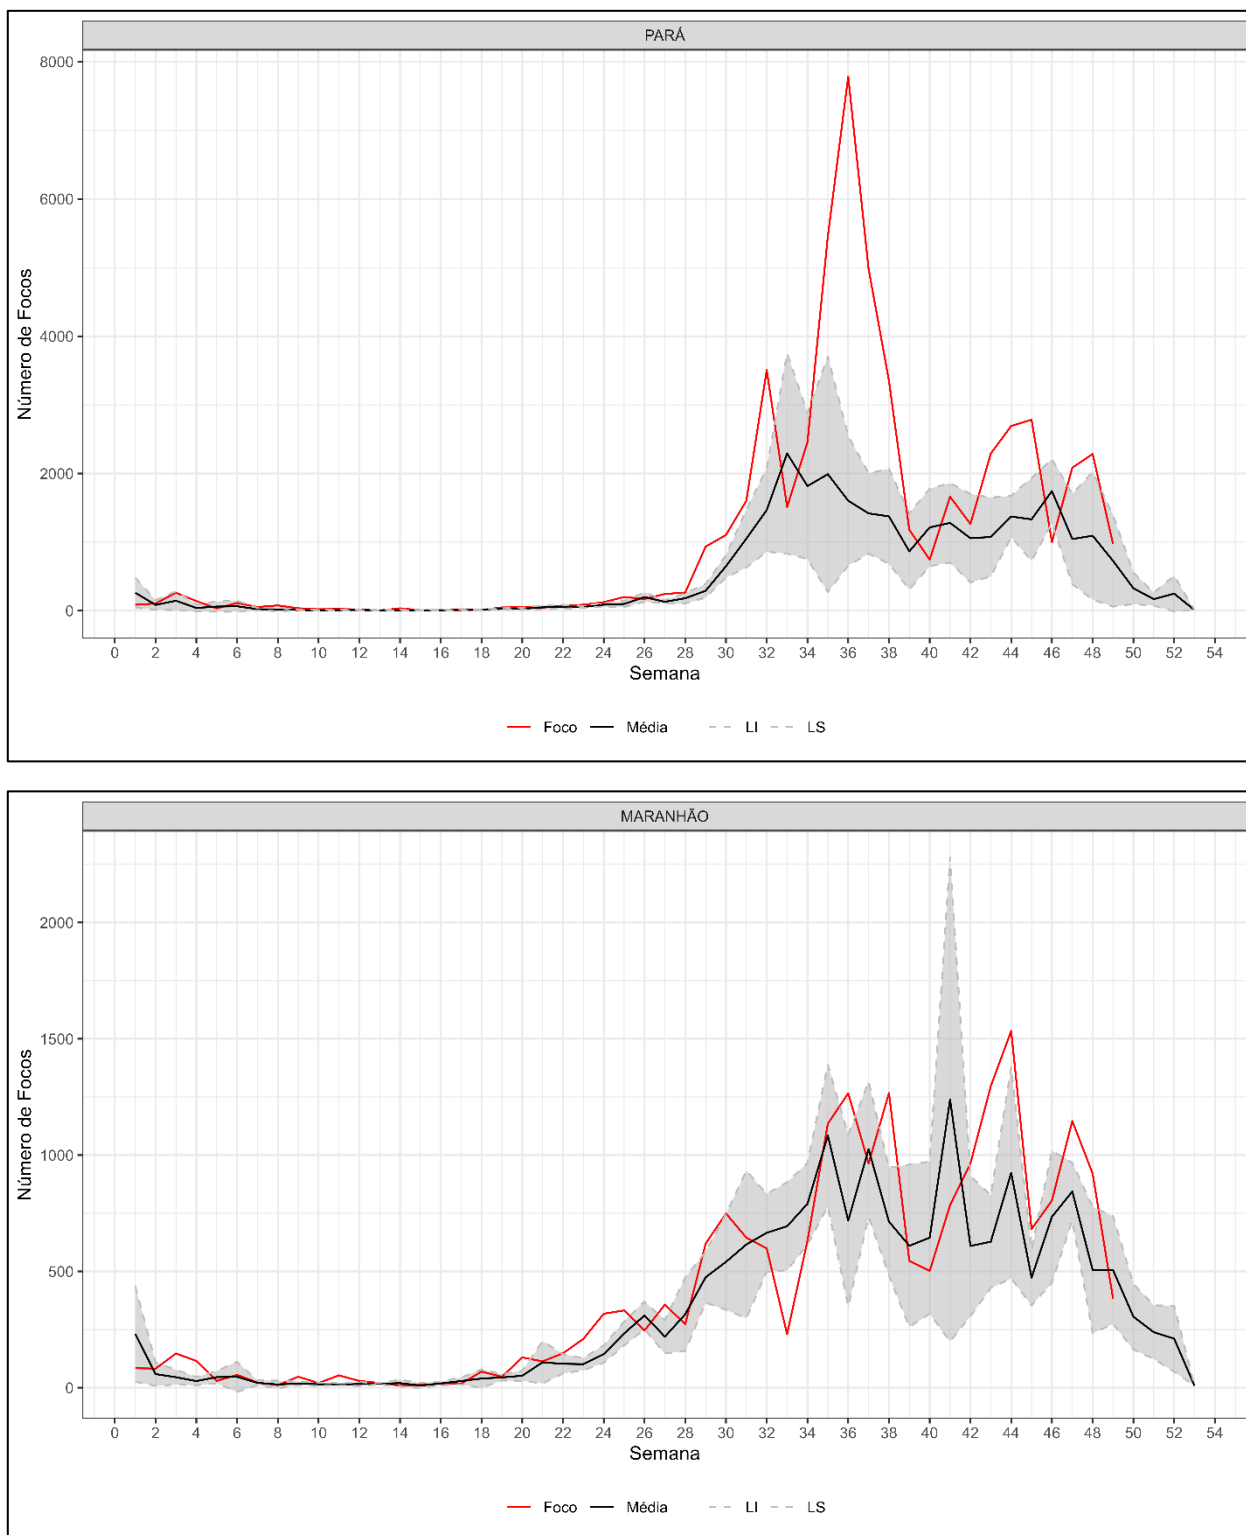 PARÁ
8000
6000
4000
2000
0
Número de Focos
0 2 4 6 8 10 12 14 16 18 20 22 24 26 28 30 32 34 36 38 40 42 44 46 48 50 52 54
Semana
Foco Média LI LS
MARANHÃO
2000
1500
1000
500
0
Número de Focos
0 2 4 6 8 10 12 14 16 18 20 22 24 26 28 30 32 34 36 38 40 42 44 46 48 50 52 54
Semana
Foco Média LI LS